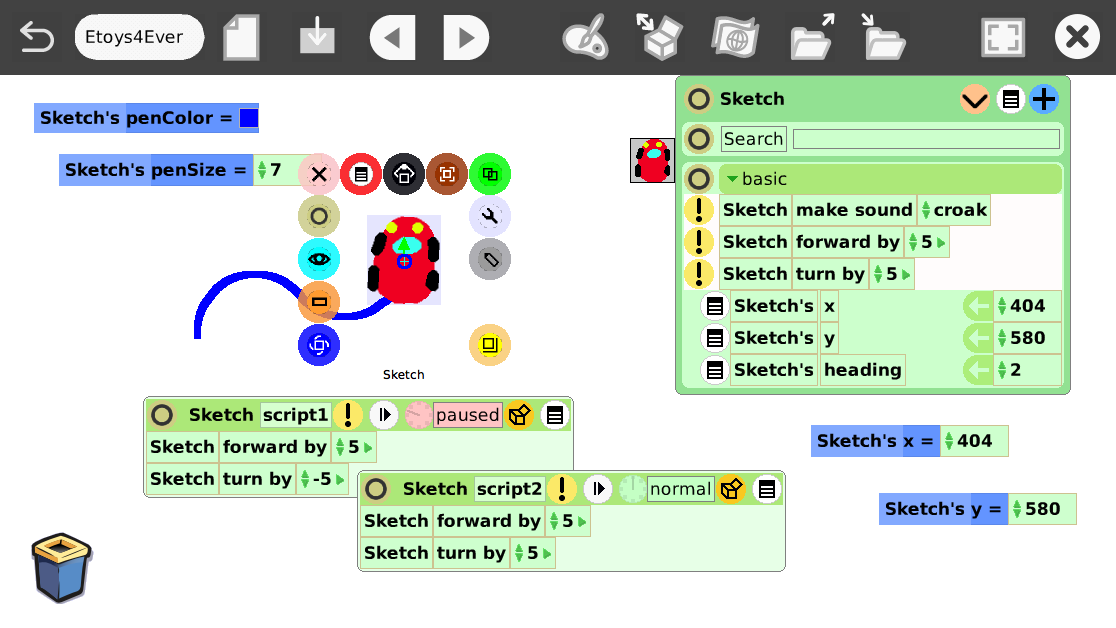 Etoys4Ever
Sketch's penColor =
Sketch's penSize = 7
Sketch
Sketch
Search
basic
Sketch make sound croak
Sketch forward by 5
Sketch turn by 5
Sketch's x 404
Sketch's y 580
Sketch's heading 2
Sketch script1 ! paused
Sketch forward by 5
Sketch turn by -5
Sketch script2 ! normal
Sketch forward by 5
Sketch turn by 5
Sketch's x = 404
Sketch's y = 580